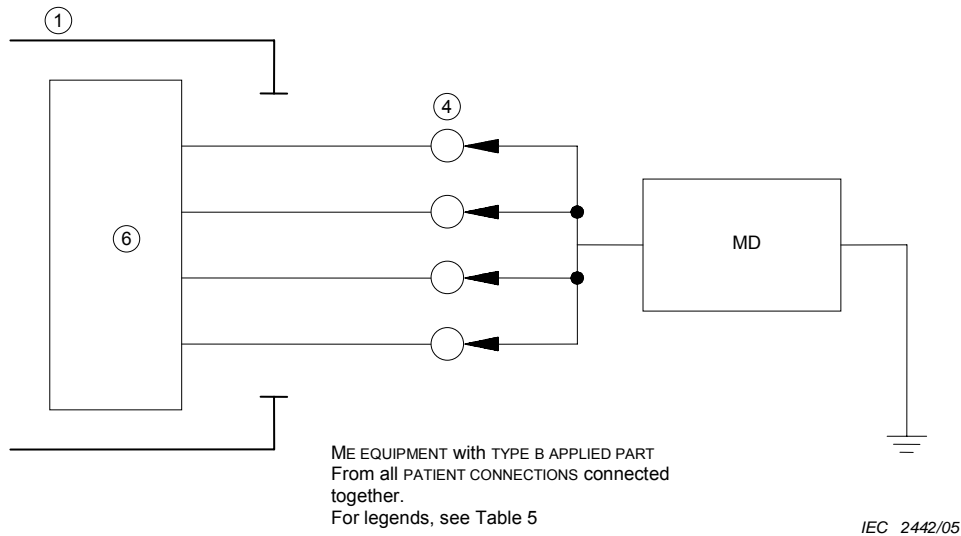 1
4
6
MD
ME EQUIPMENT with TYPE B APPLIED PART
From all PATIENT CONNECTIONS connected
together.
For legends, see Table 5
IEC 2442/05